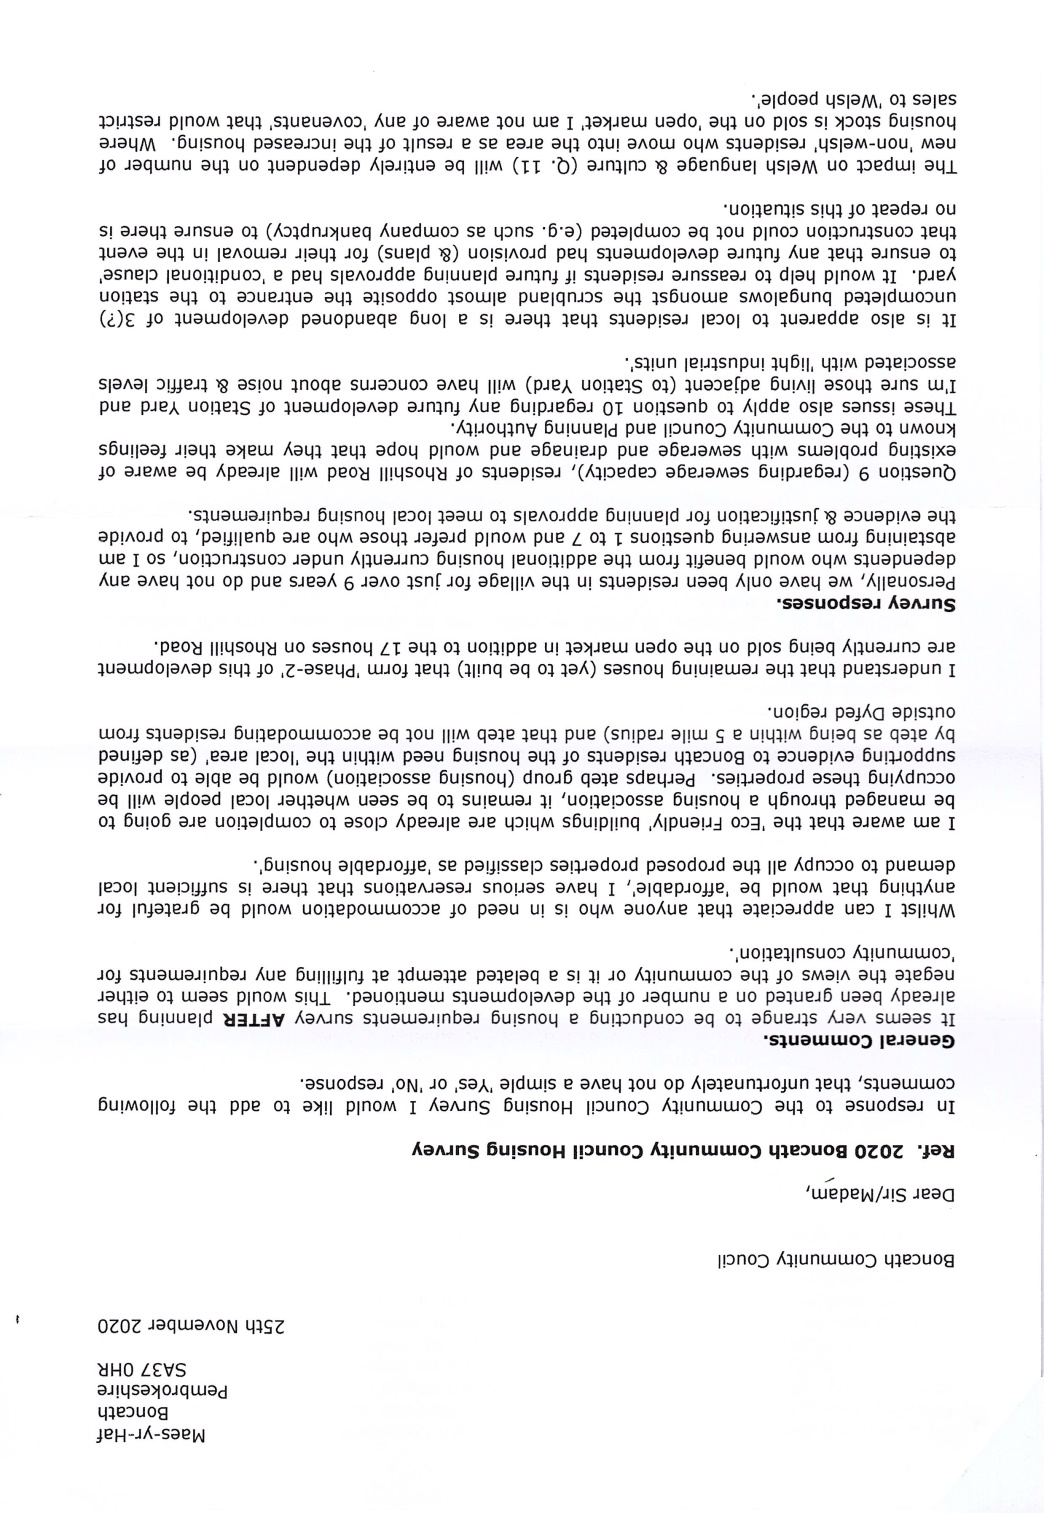 Maes-yr-Haf
Boncath
Pembrokeshire
SA37 0HR
25th November 2020
Boncath Community Coucil
Dear Sir/Madam,
Ref.  2020 Boncath Community Council Housing Survey
In response to the Community Council Housing Survey I would like to add the following
comments, that unfortunately do not have a simple 'Yes' or 'No' response.
General Comments.
It seems very strange to be conducting a housing requirements survey AFTER planning has
already been granted on a number of the developments mentioned.  This would seem to either
negate the views of the community or it is a belated attempt at fulfilling any requirements for
'community consultation'.
Whilst I can appreciate that anyone who is in need of accommodation would be grateful for
anything that would be 'affordable', I have serious reservations that there is sufficient local
demand to occupy all the proposed properties classified as 'affordable housing'.
I am aware that the 'Eco Friendly' buildings which are already close to completion are going to
be managed through a housing association, it remains to be seen whether local people will be
occupying these properties.  Perhaps ateb group (housing association) would be able to provide
supporting evidence to Boncath residents of the housing need within the 'local area' (as defined
by ateb as being within a 5 mile radius) and that ateb will not be accommodating residents from
outside Dyfed region.
I understand that the remaining houses (yet to be built) that form 'Phase-2' of this development
are currently being sold on the open market in addition to the 17 houses on Rhoshill Road.
Survey responses.
Personally, we have only been residents in the village for just over 9 years and do not have any
dependents who would benefit from the additional housing currently under construction, so I am
abstaining from answering questions 1 to 7 and would prefer those who are qualified, to provide
the evidence & justification for planning approvals to meet local housing requirements.
Question 9 (regarding sewerage capacity), residents of Rhoshill Road will already be aware of
existing problems with sewerage and drainage and would hope that they make their feelings
known to the Community Council and Planning Authority.
These issues also apply to question 10 regarding any future development of Station Yard and
I'm sure those living adjacent (to Station Yard) will have concerns about noise & traffic levels
associated with 'light industrial units'.
It is also apparent to local residents that there is a long abandoned development of 3(?)
uncompleted bungalows amongst the scrubland almost opposite the entrance to the station
yard.  It would help to reassure residents if future planning approvals had a 'conditional clause'
to ensure that any future developments had provision (& plans) for their removal in the event
that construction could not be completed (e.g. such as company bankruptcy) to ensure there is
no repeat of this situation.
The impact on Welsh language & culture (Q. 11) will be entirely dependent on the number of
new 'non-welsh' residents who move into the area as a result of the increased housing.  Where
housing stock is sold on the 'open market' I am not aware of any 'covenants' that would restrict
sales to 'Welsh people'.